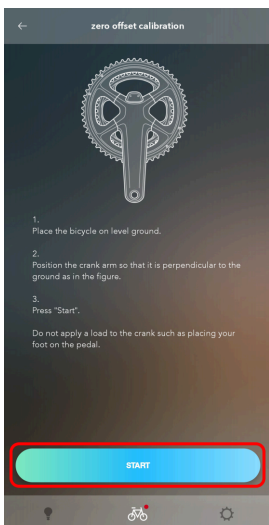 zero offset calibration
1.
Place the bicycle on level ground.
2.
Position the crank arm so that it is perpendicular to the
ground as in the figure.
3.
Press "Start".
Do not apply a load to the crank such as placing your
foot on the pedal.
START